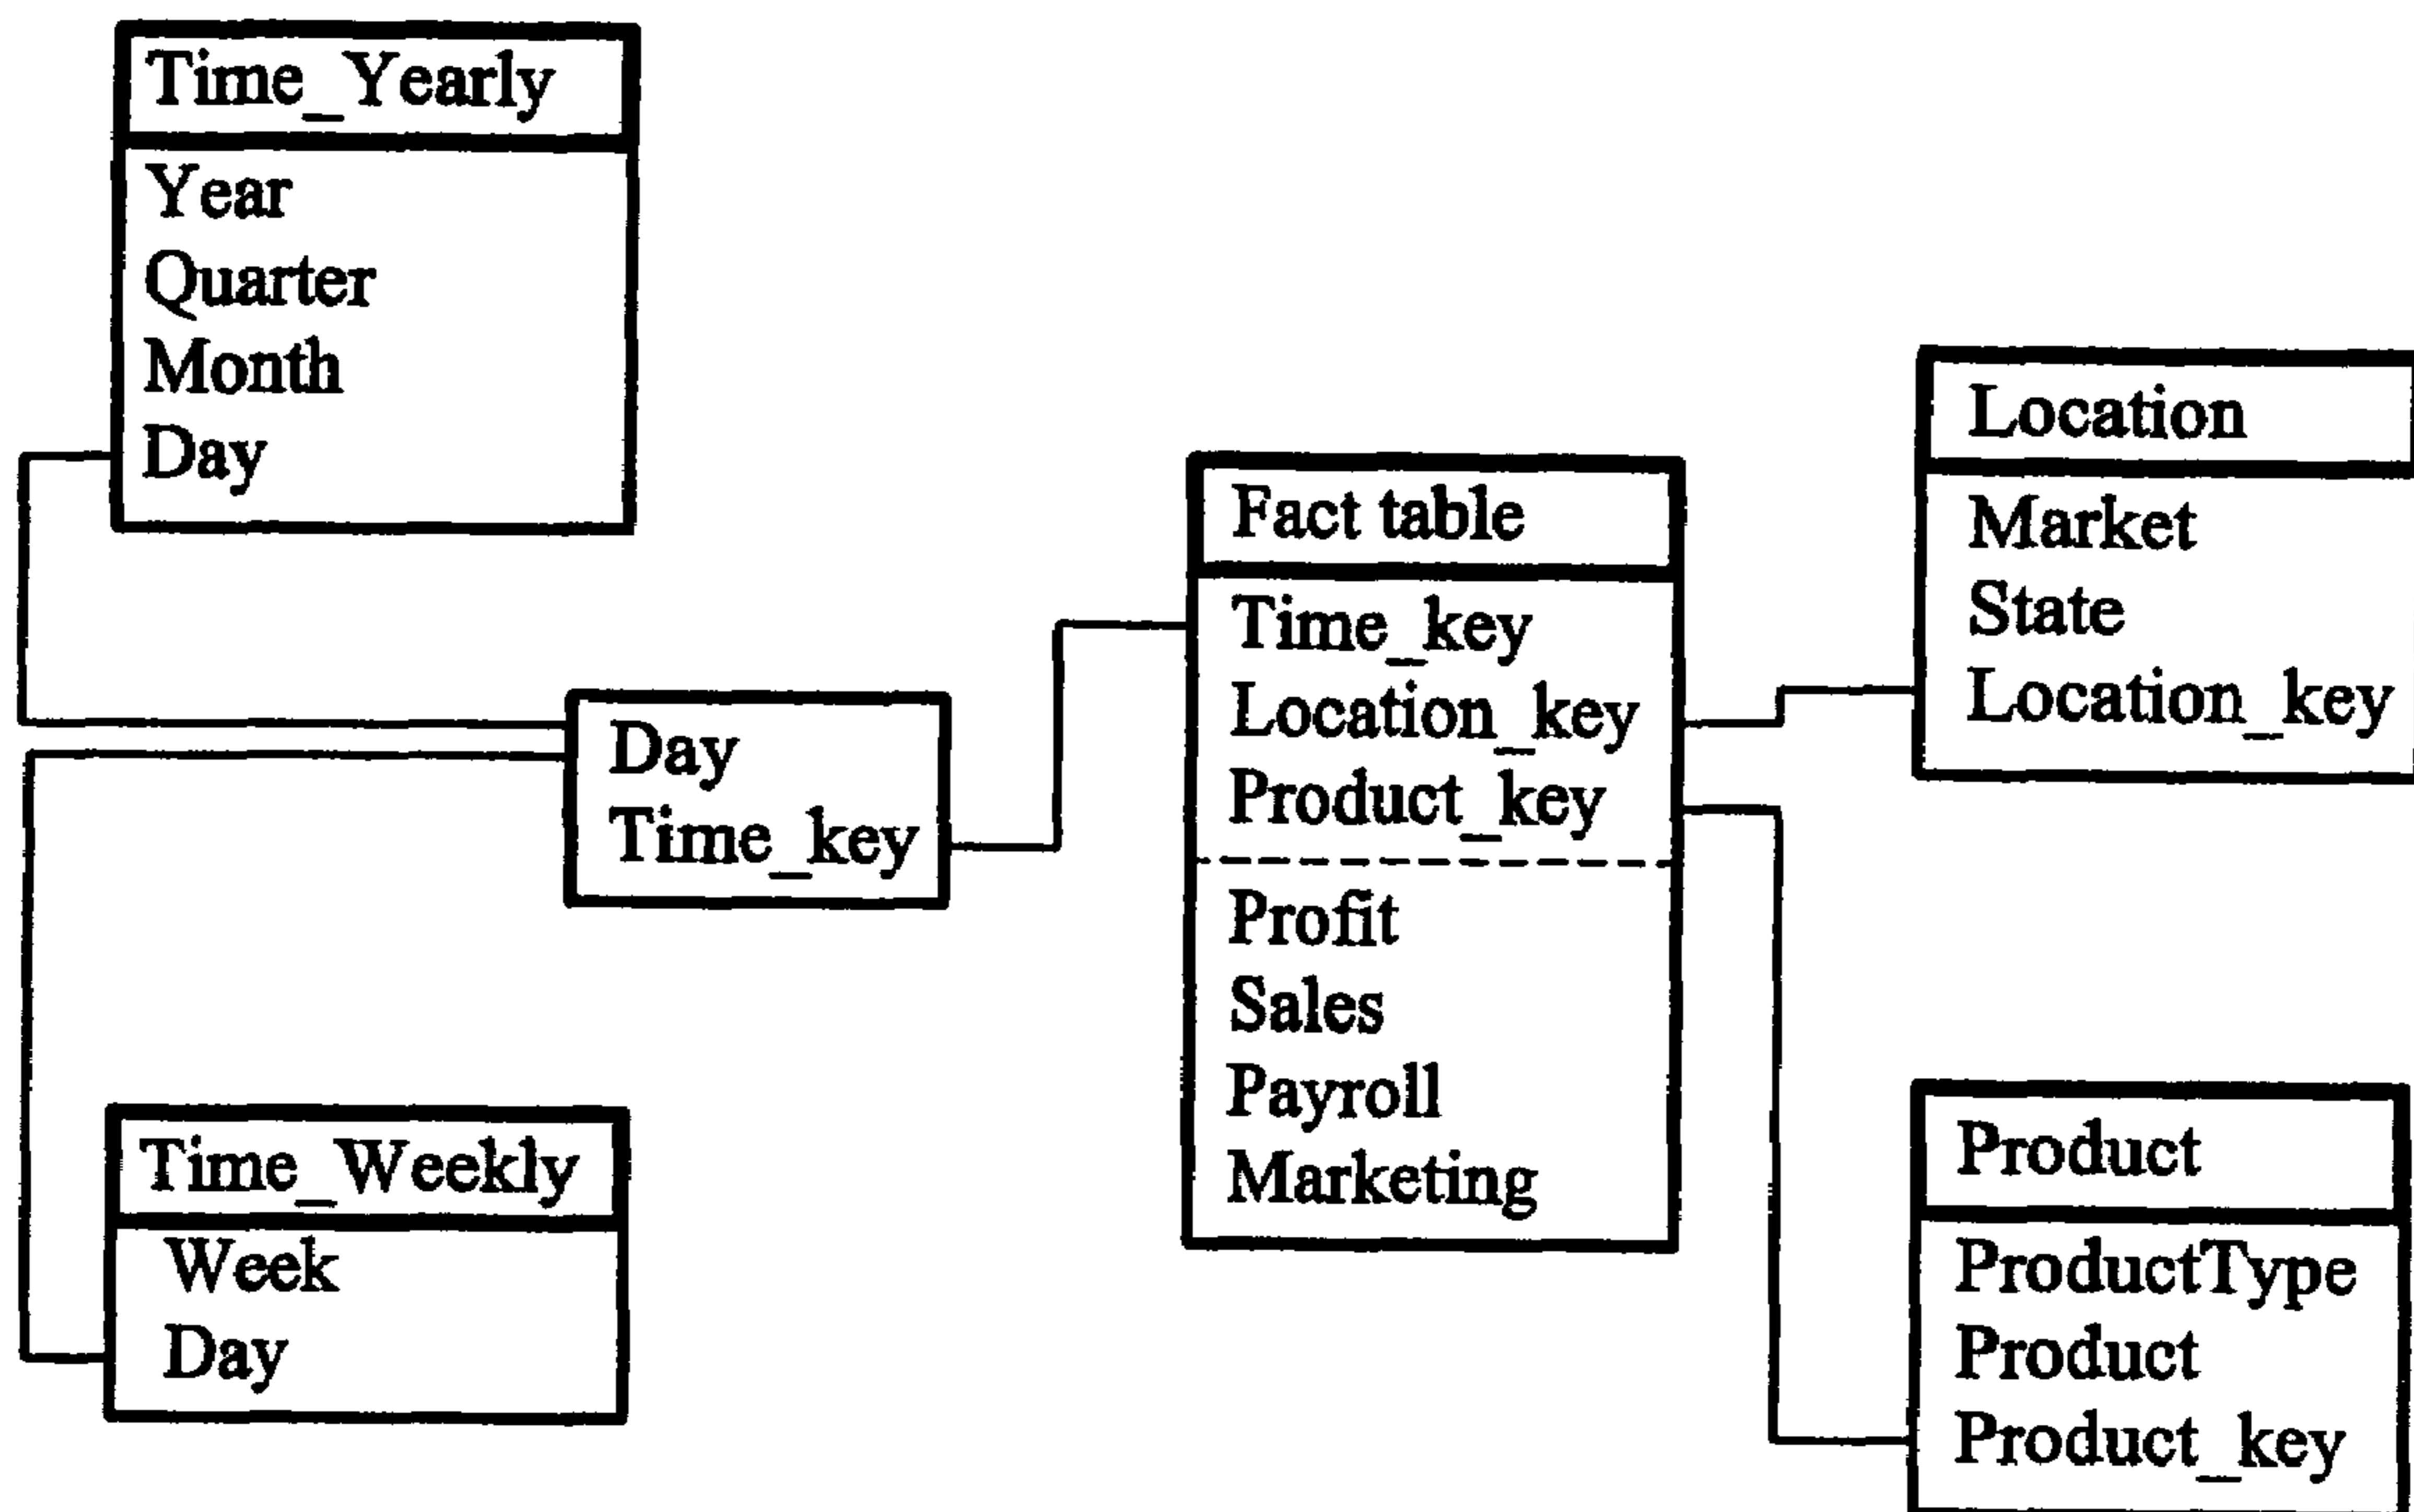 Time_Yearly
Year
Quarter
Month
Day
Day
Time_key
Time_Weekly
Week
Day
Fact table
Time_key
Location_key
Product_key
Profit
Sales
Payroll
Marketing
Location
Market
State
Location_key
Product
ProductType
Product
Product_key